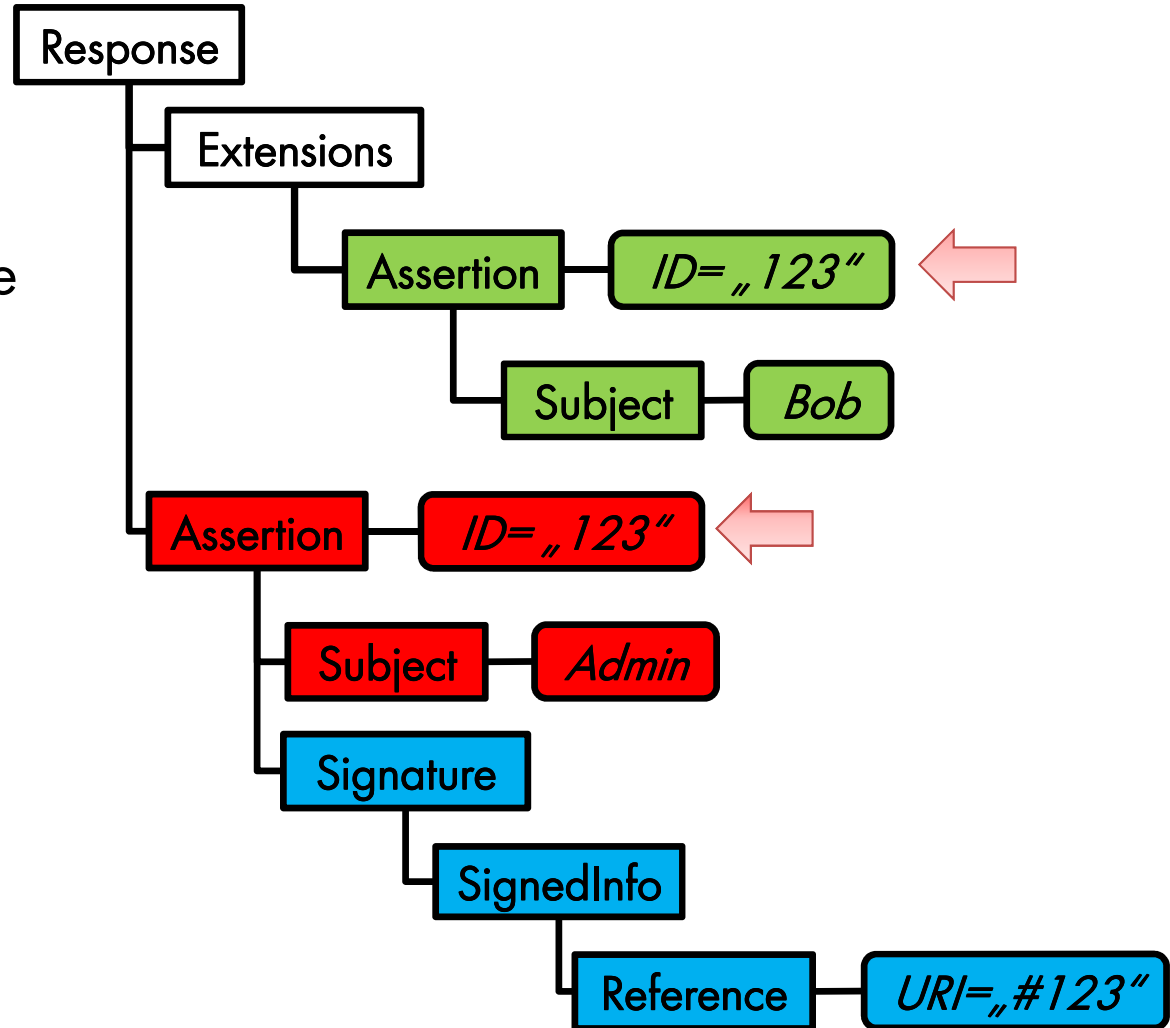 Response
Extensions
e
Assertion
ID=„123“
Subject
Bob
Assertion
ID=„123“
Subject
Admin
Signature
SignedInfo
Reference
URI=„#123“